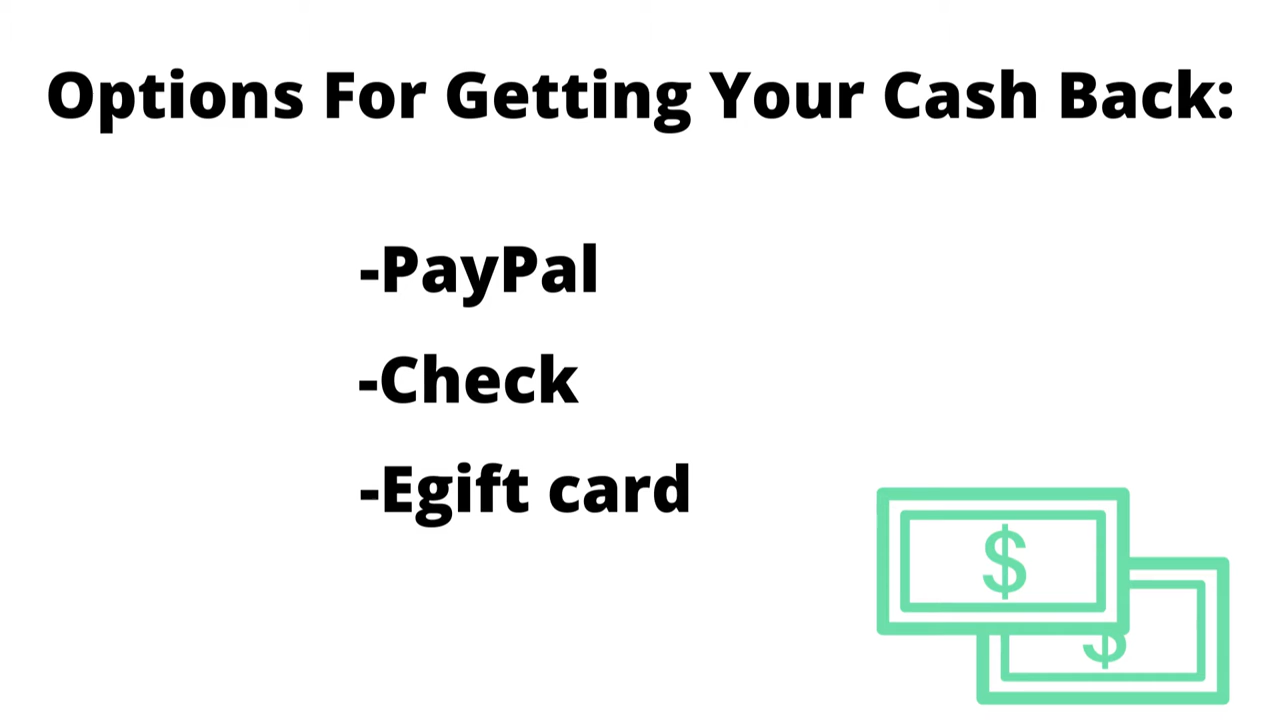 Options For Getting Your Cash Back:
-PayPal
-Check
-Egift card
$
$